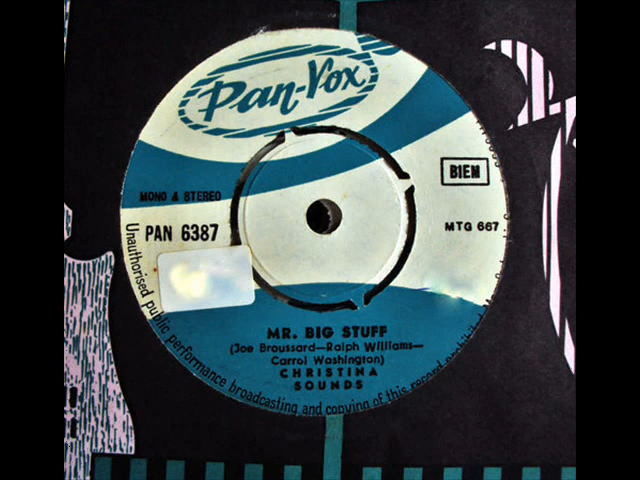 Pan-Vox
MONO & STEREO
BIEM
PAN 6387
MTG 667
MR. BIG STUFF
(Joe Broussard—Ralph Williams—
Carrol Washington)
CHRISTINA
SOUNDS
Unauthorised public performance broadcasting and copying of this record